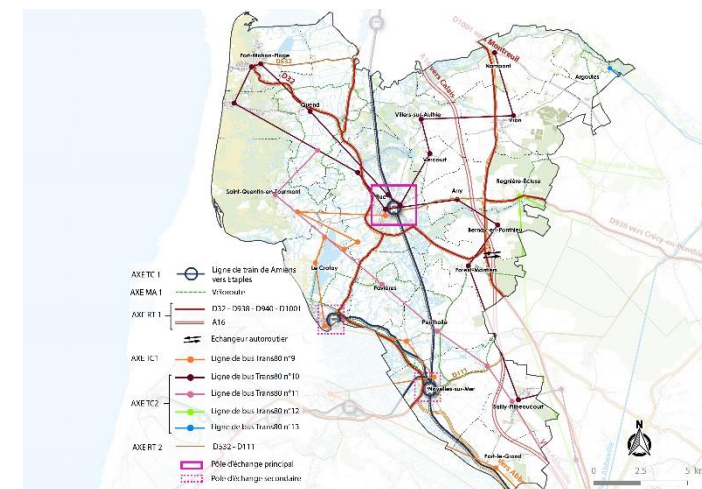 D1001 vers Montreuil
Fort-Mahon-Plage
D532
Nampont
D32
Argoules
vers Calais
Quend
Villers-sur-Authie
Vron
Vercourt
Regnière-Écluse
Saint-Quentin-en-Tourmont
Rue
Arry
Bernay-en-Ponthieu
D938 vers Crécy-en-Ponthieu
Le Crotoy
Forest-Montiers
Favières
Ponthoile
D111
Noyelles-sur-Mer
Sailly-Flibeaucourt
Port-le-Grand
vers Abbeville
AXE TC 1
Ligne de train de Amiens
vers Etaples
AXE MA 1
Véloroute
AXE RT 1
D32 - D938 - D940 - D1001
A16
Echangeur autoroutier
AXE TC1
Ligne de bus Trans80 n°9
Ligne de bus Trans80 n°10
AXE TC2
Ligne de bus Trans80 n°11
Ligne de bus Trans80 n°12
Ligne de bus Trans80 n°13
AXE RT 2
D532 - D111
Pôle d'échange principal
Pole d'échange secondaire
N
0 2.5 5 km